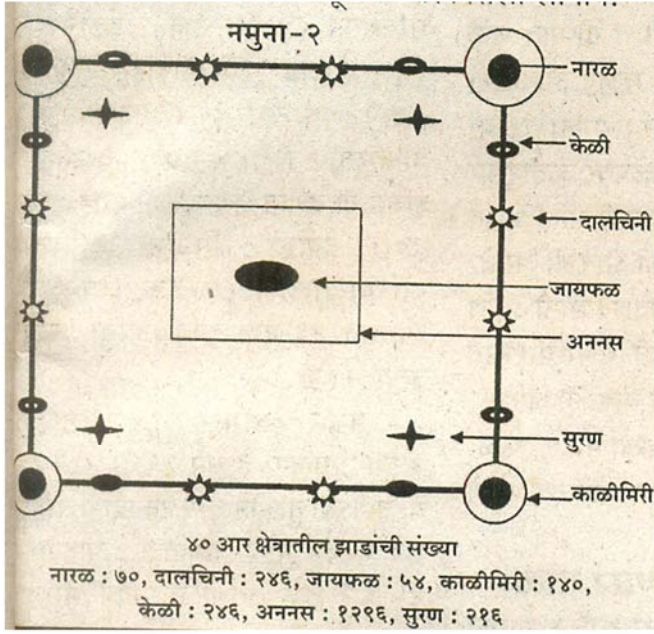 नमुना-२
नारळ
केळी
दालचिनी
जायफळ
अननस
सुरण
काळीमिरी
४० आर क्षेत्रातील झाडांची संख्या
नारळ : ७०, दालचिनी : २४६, जायफळ : ५४, काळीमिरी : १४०,
केळी : २४६, अननस : १२९६, सुरण : २१६